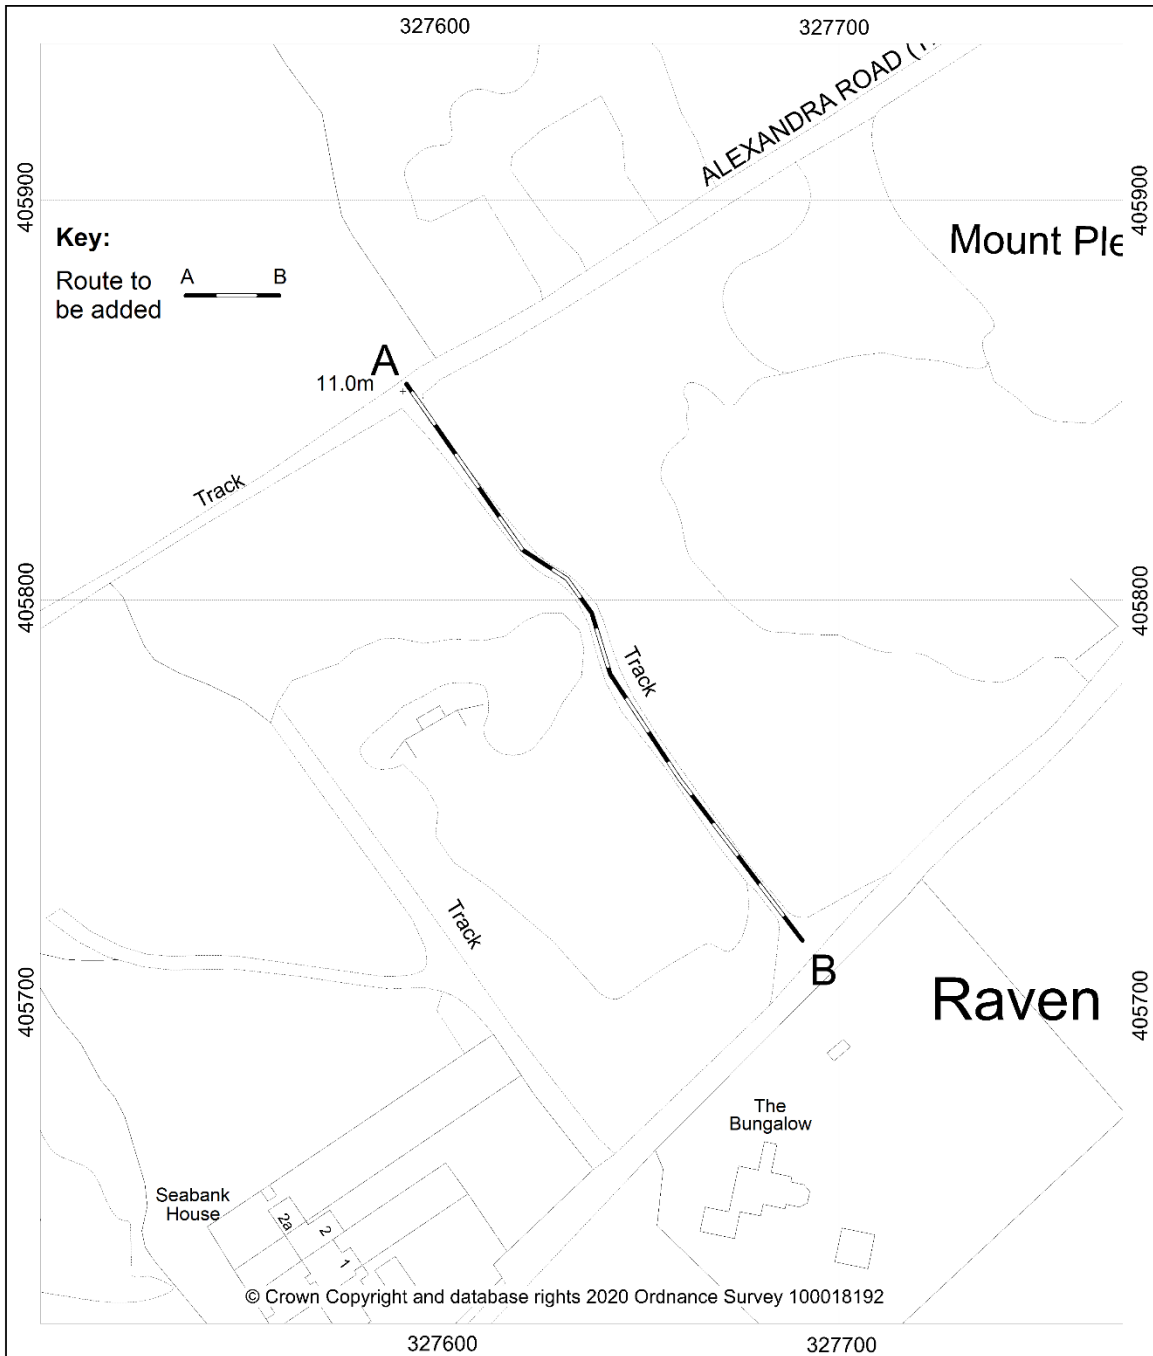 327600
327700
ALEXANDRA ROAD
405900
405900
Key:
Mount Ple
Route to
be added
A B
A
11.0m
Track
405800
405800
Track
Track
B
405700
405700
Raven
The
Bungalow
Seabank
House
2a
2
1
© Crown Copyright and database rights 2020 Ordnance Survey 100018192
327600
327700